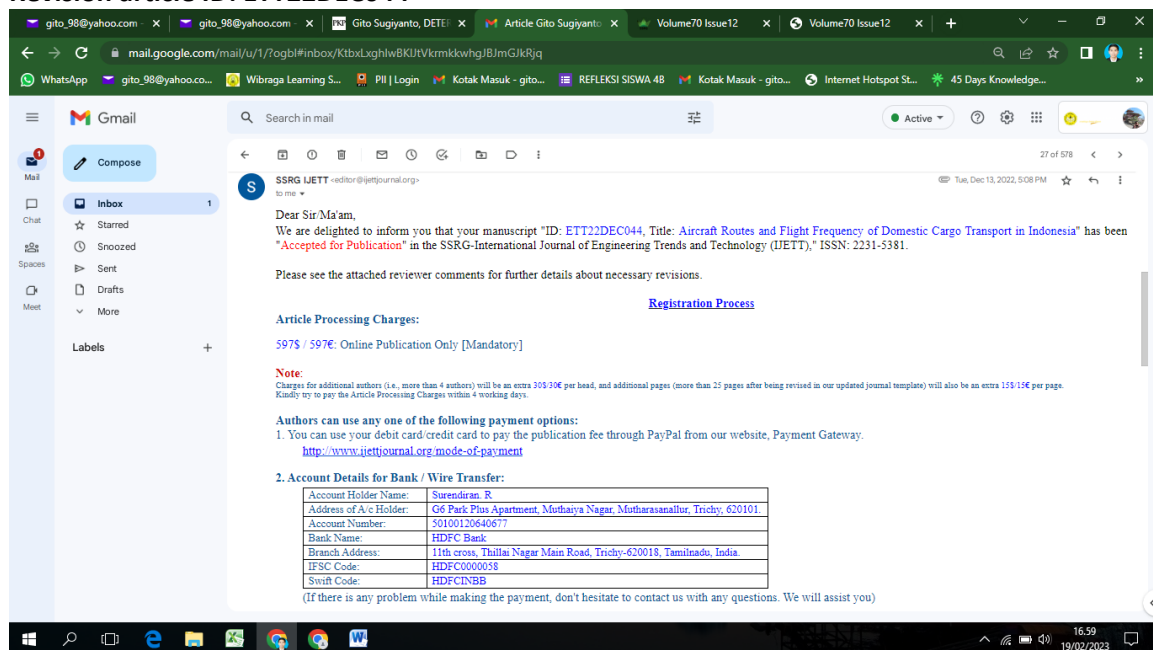 gito_98@yahoo.com - 
gito_98@yahoo.com - 
Gito Sugiyanto, DETEF
Article Gito Sugiyanto
Volume70 Issue12
Volume70 Issue12
mail.google.com/mail/u/1/?ogbl#inbox/KtbxLxghlwBKlJtVkrmkkwhgJBJmGJkRjq
WhatsApp
gito_98@yahoo.co...
Wibraga Learning S...
PII | Login
Kotak Masuk - gito...
REFLEKSI SISWA 4B
Kotak Masuk - gito...
Internet Hotspot St...
45 Days Knowledge...
»
Gmail
Search in mail
Active
1
Mail
Chat
Spaces
Meet
Compose
Inbox 1
Starred
Snoozed
Sent
Drafts
More
Labels
27 of 578
S
SSRG IJETT <editor@ijettjournal.org>
to me
Tue, Dec 13, 2022, 5:08 PM
Dear Sir/Ma'am,
We are delighted to inform you that your manuscript "ID: ETT22DEC044, Title: Aircraft Routes and Flight Frequency of Domestic Cargo Transport in Indonesia" has been
"Accepted for Publication" in the SSRG-International Journal of Engineering Trends and Technology (IJETT)," ISSN: 2231-5381.
Please see the attached reviewer comments for further details about necessary revisions.
Registration Process
Article Processing Charges:
597$ / 597€: Online Publication Only [Mandatory]
Note:
Charges for additional authors (i.e., more than 4 authors) will be an extra 30$/30€ per head, and additional pages (more than 25 pages after being revised in our updated journal template) will also be an extra 15$/15€ per page.
Kindly try to pay the Article Processing Charges within 4 working days.
Authors can use any one of the following payment options:
1. You can use your debit card/credit card to pay the publication fee through PayPal from our website, Payment Gateway.
http://www.ijettjournal.org/mode-of-payment
2. Account Details for Bank / Wire Transfer:
Account Holder Name: Surendiran. R
Address of A/c Holder: G6 Park Plus Apartment, Muthaiya Nagar, Mutharasanallur, Trichy, 620101.
Account Number: 50100120640677
Bank Name: HDFC Bank
Branch Address: 11th cross, Thillai Nagar Main Road, Trichy-620018, Tamilnadu, India.
IFSC Code: HDFC0000058
Swift Code: HDFCINBB
(If there is any problem while making the payment, don't hesitate to contact us with any questions. We will assist you)
16.59
19/02/2023